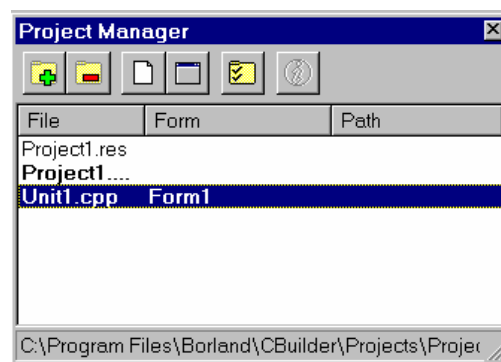 Project Manager
File Form Path
Project1.res
Project1....
Unit1.cpp Form1
C:\Program Files\Borland\CBuilder\Projects\Projec